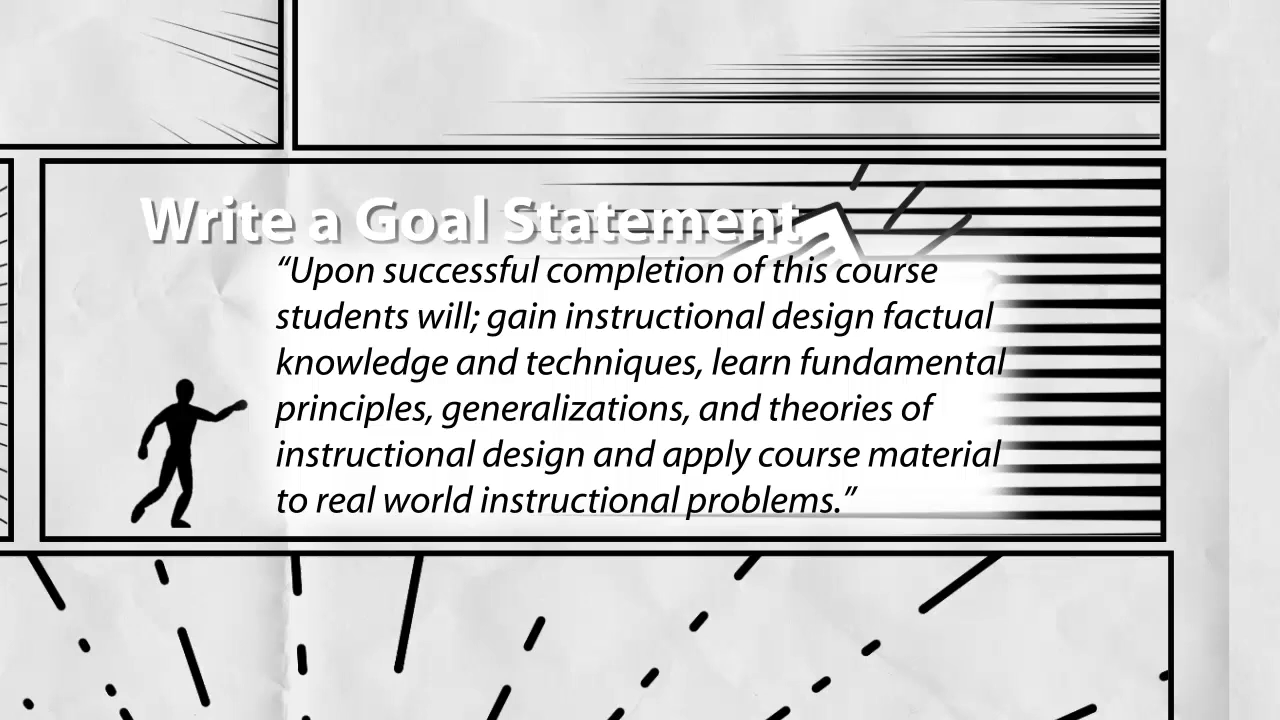 Write a Goal Statement
“Upon successful completion of this course
students will; gain instructional design factual
knowledge and techniques, learn fundamental
principles, generalizations, and theories of
instructional design and apply course material
to real world instructional problems.”